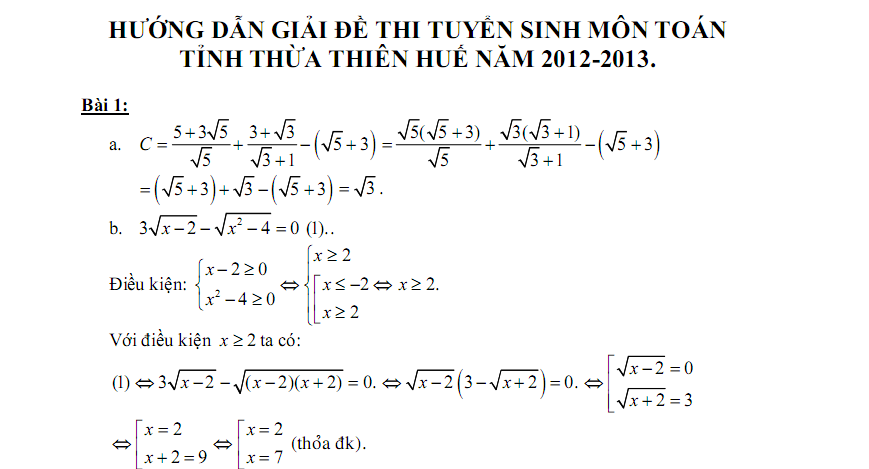 HƯỚNG DẪN GIẢI ĐỀ THI TUYỂN SINH MÔN TOÁN
TỈNH THỪA THIÊN HUẾ NĂM 2012-2013.
Bài 1:
a. C = (5+3√5)/√5 + (3+√3)/(√3+1) − (√5+3) = √5(√5+3)/√5 + √3(√3+1)/(√3+1) − (√5+3)
= (√5+3) + √3 − (√5+3) = √3 .
b. 3√(x−2) − √(x²−4) = 0 (1)..
Điều kiện: { x−2 ≥ 0 ; x²−4 ≥ 0 ⇔ { x ≥ 2 ; [ x ≤ −2 ; x ≥ 2 ⇔ x ≥ 2.
Với điều kiện x ≥ 2 ta có:
(1) ⇔ 3√(x−2) − √((x−2)(x+2)) = 0. ⇔ √(x−2) (3 − √(x+2)) = 0. ⇔ [ √(x−2) = 0 ; √(x+2) = 3
⇔ [ x = 2 ; x+2 = 9 ⇔ [ x = 2 ; x = 7 (thỏa đk).